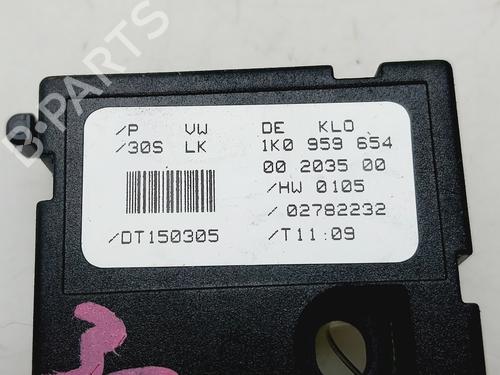 /P VW DE KLO
/30S LK 1K0 959 654
00 2035 00
/HW 0105
/02782232
/DT150305 /T11:09
B-PARTS